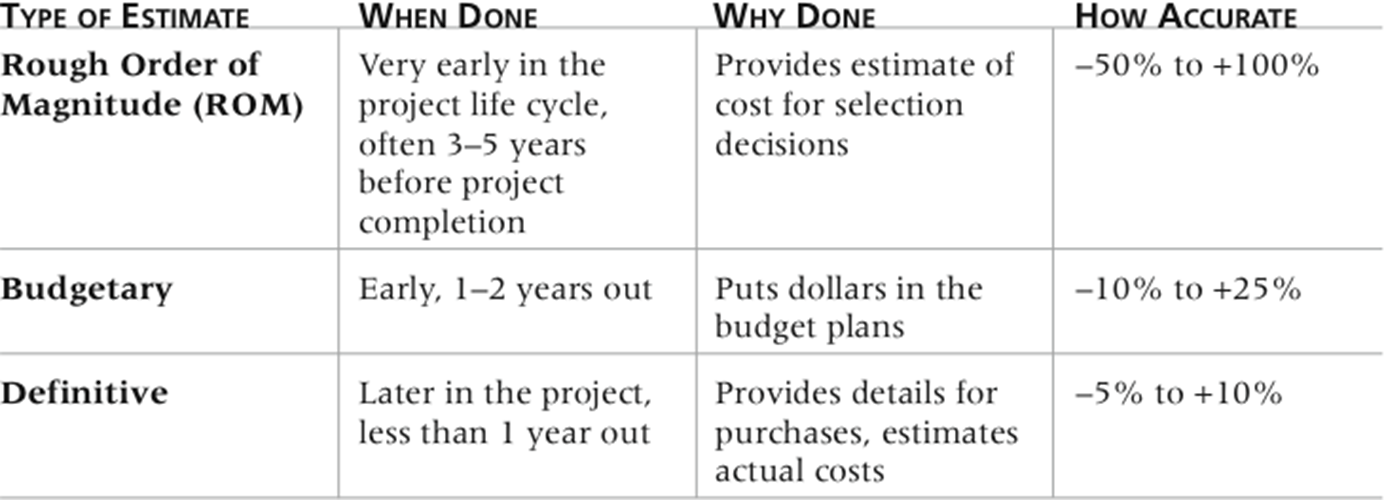 TYPE OF ESTIMATE WHEN DONE WHY DONE HOW ACCURATE
Rough Order of Magnitude (ROM) Very early in the project life cycle, often 3–5 years before project completion Provides estimate of cost for selection decisions –50% to +100%
Budgetary Early, 1–2 years out Puts dollars in the budget plans –10% to +25%
Definitive Later in the project, less than 1 year out Provides details for purchases, estimates actual costs –5% to +10%